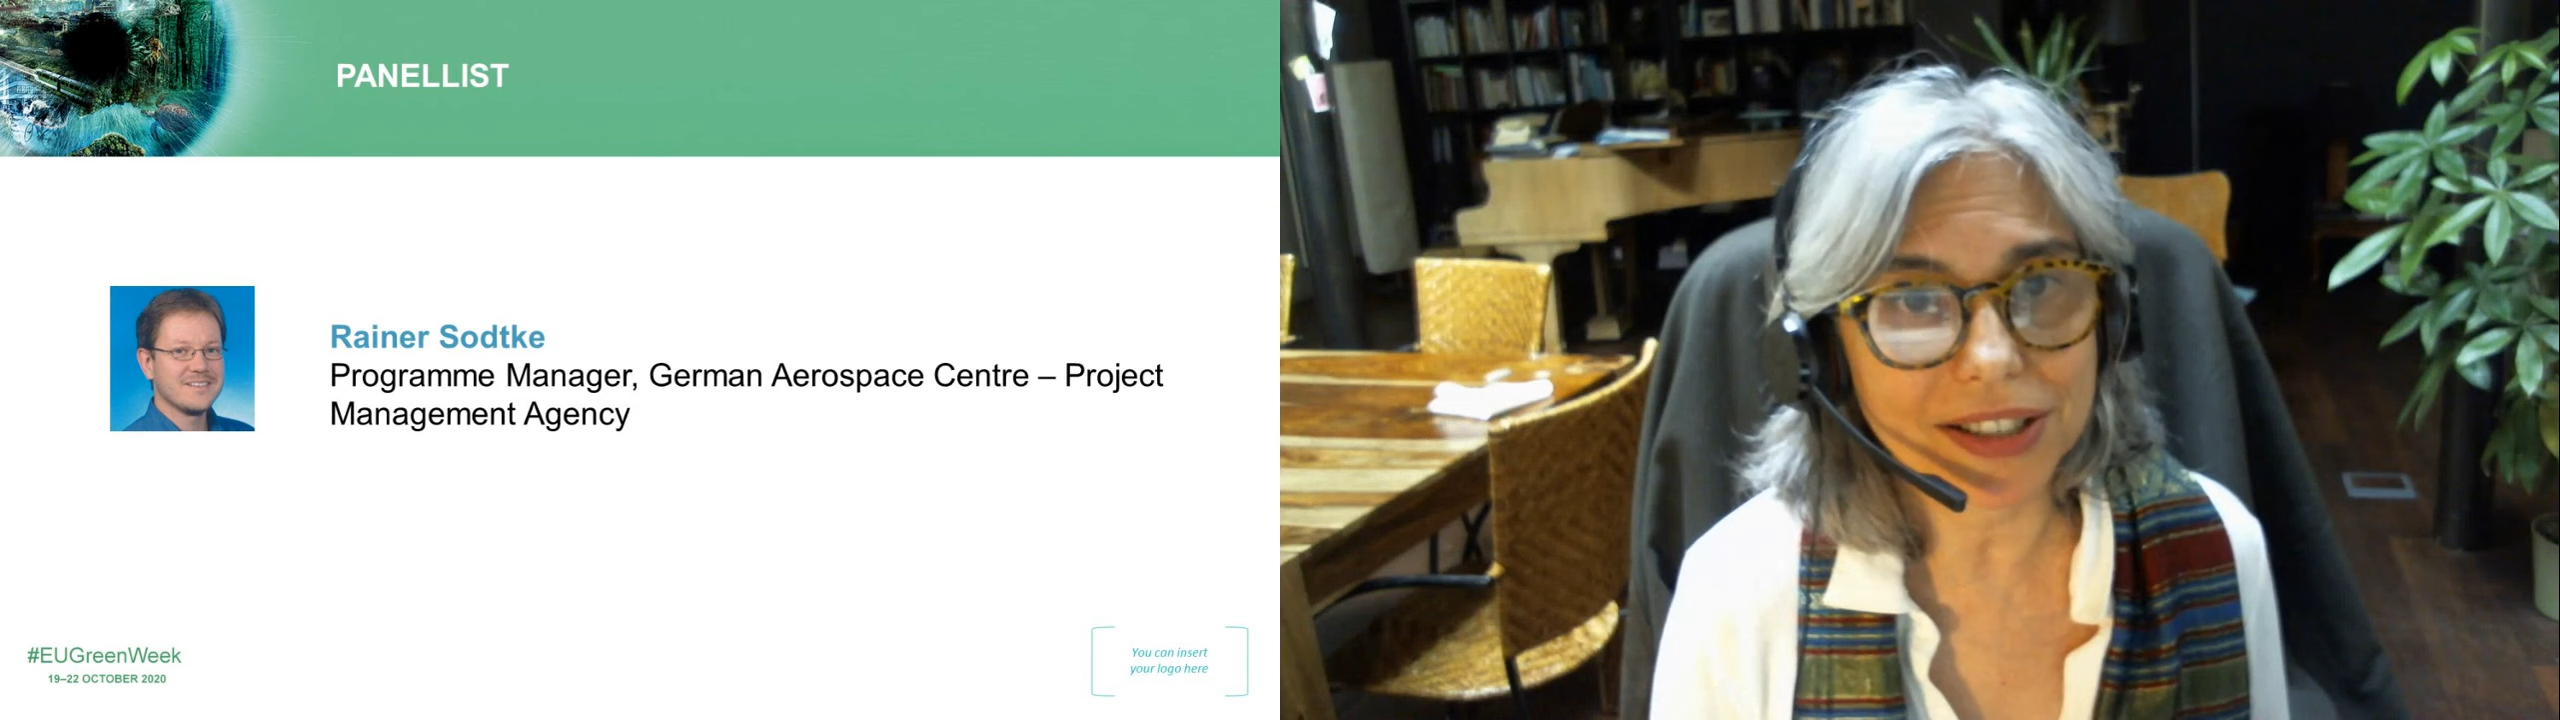 PANELLIST
Rainer Sodtke
Programme Manager, German Aerospace Centre – Project
Management Agency
#EUGreenWeek
19–22 OCTOBER 2020
You can insert
your logo here